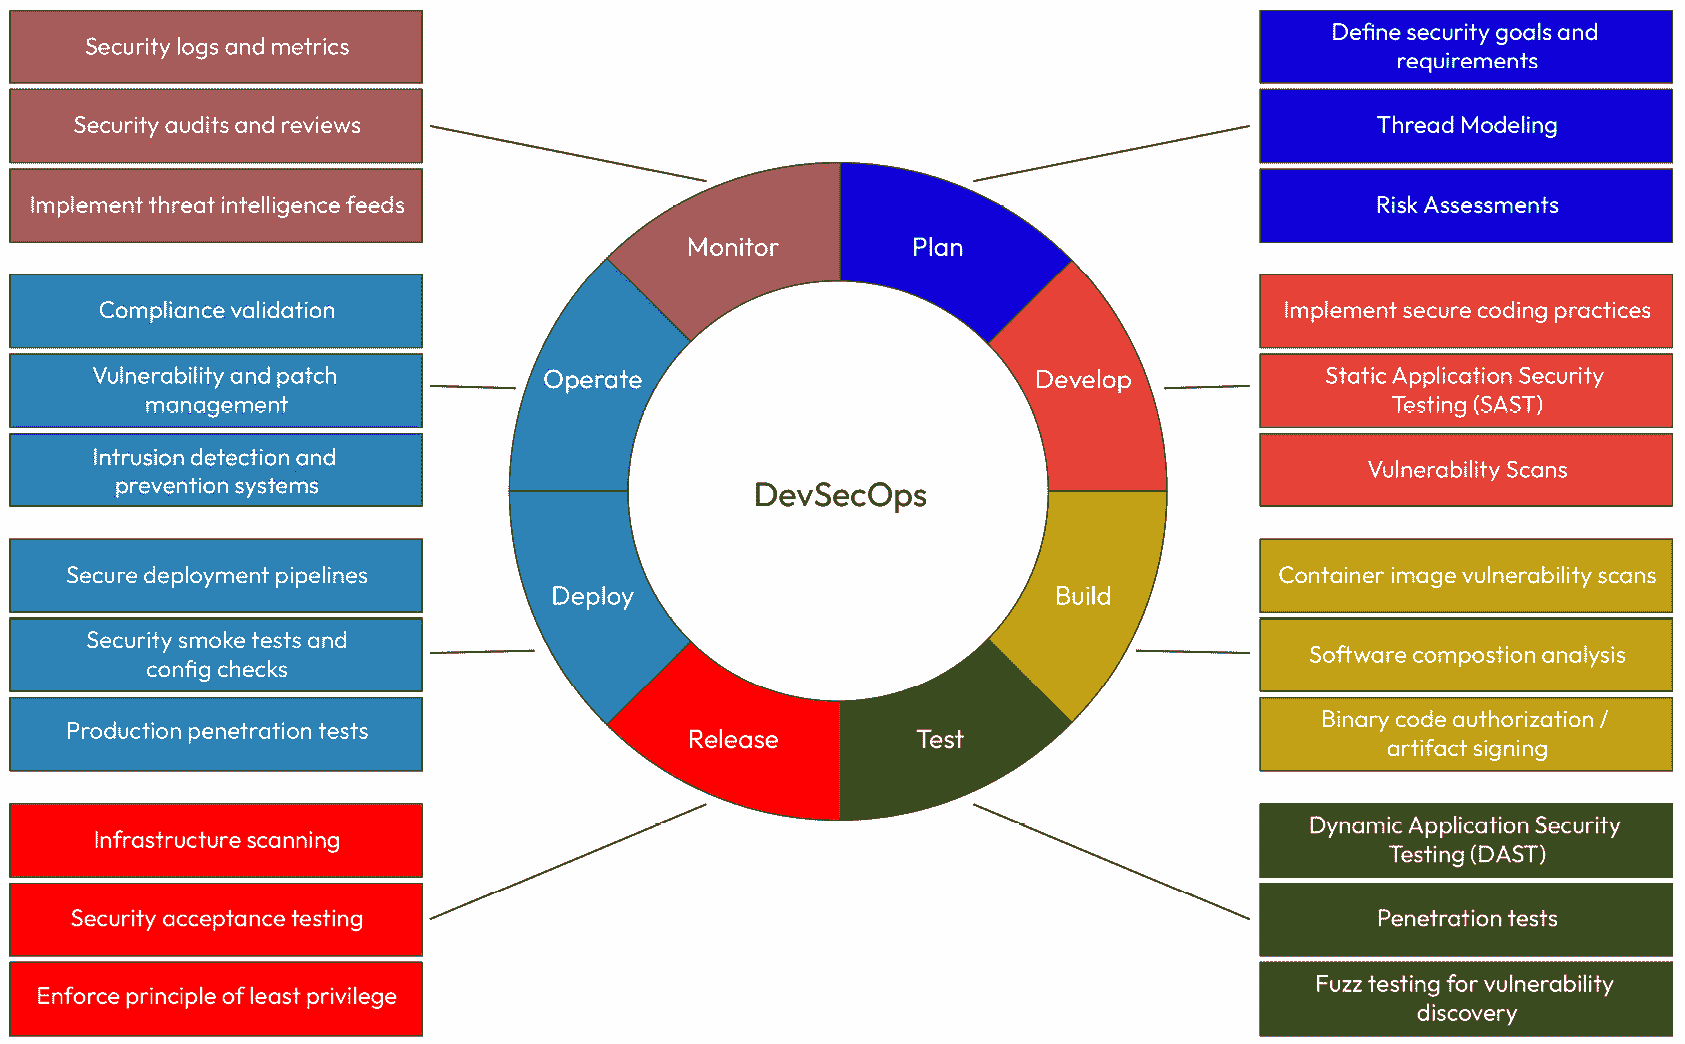 Security logs and metrics
Security audits and reviews
Implement threat intelligence feeds
Compliance validation
Vulnerability and patch
management
Intrusion detection and
prevention systems
Secure deployment pipelines
Security smoke tests and
config checks
Production penetration tests
Infrastructure scanning
Security acceptance testing
Enforce principle of least privilege
Monitor
Plan
Operate
Develop
DevSecOps
Deploy
Build
Release
Test
Define security goals and
requirements
Thread Modeling
Risk Assessments
Implement secure coding practices
Static Application Security
Testing (SAST)
Vulnerability Scans
Container image vulnerability scans
Software compostion analysis
Binary code authorization /
artifact signing
Dynamic Application Security
Testing (DAST)
Penetration tests
Fuzz testing for vulnerability
discovery